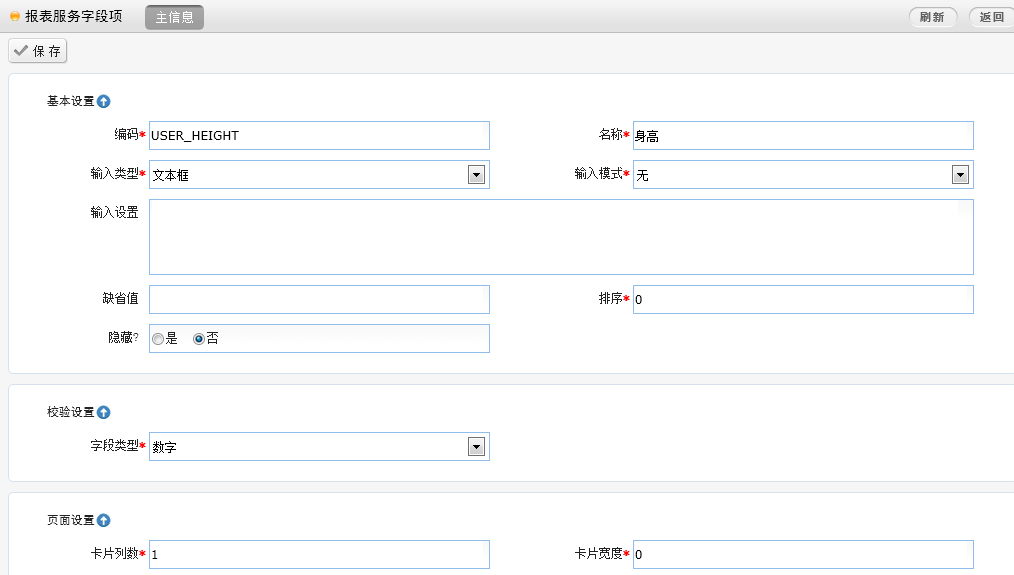 报表服务字段项 主信息 刷新 返回
保存
基本设置
编码* USER_HEIGHT 名称* 身高
输入类型* 文本框 输入模式* 无
输入设置
缺省值 排序* 0
隐藏? 是 否
校验设置
字段类型* 数字
页面设置
卡片列数* 1 卡片宽度* 0